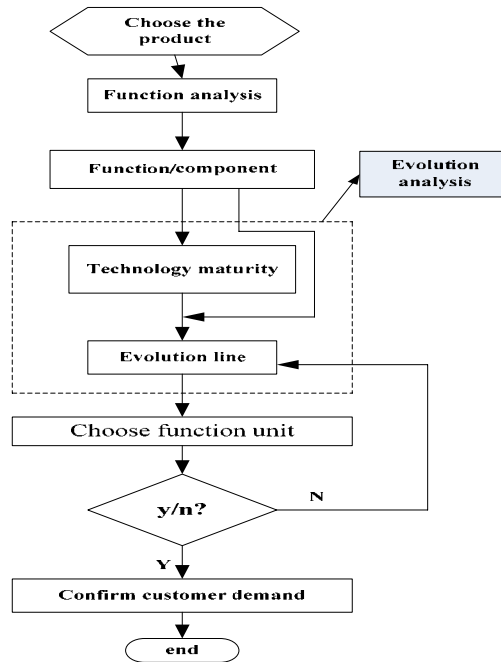 Choose the
product
Function analysis
Function/component
Evolution
analysis
Technology maturity
Evolution line
Choose function unit
y/n?
N
Y
Confirm customer demand
end